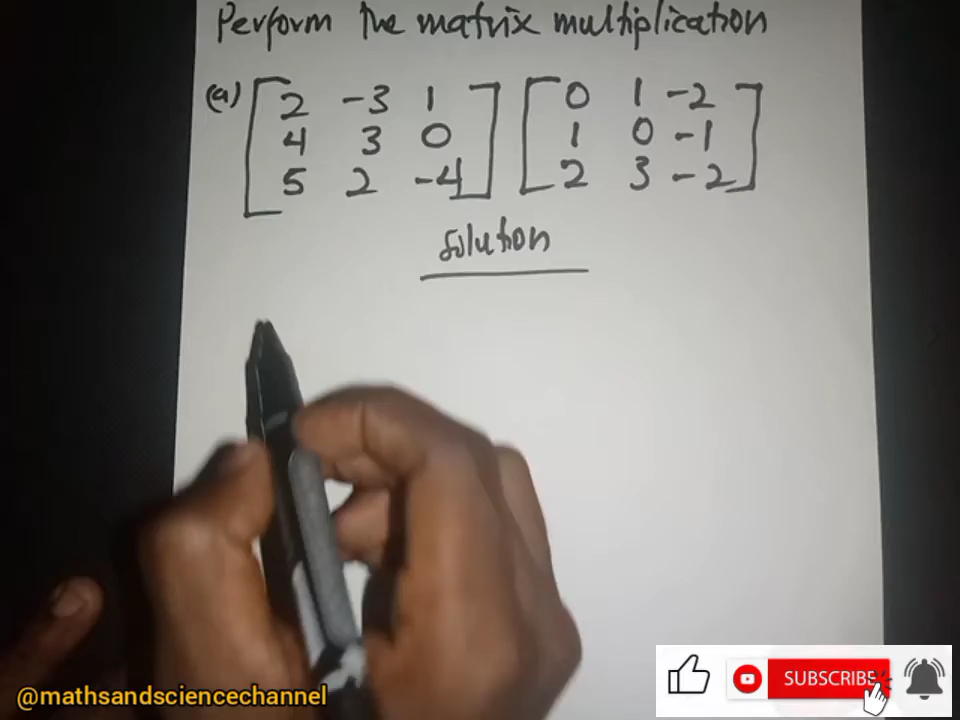 Perform the matrix multiplication
(a) [2 -3 1] [0 1 -2]
[4 3 0] [1 0 -1]
[5 2 -4] [2 3 -2]
Solution
SUBSCRIBE
@mathsandsciencechannel